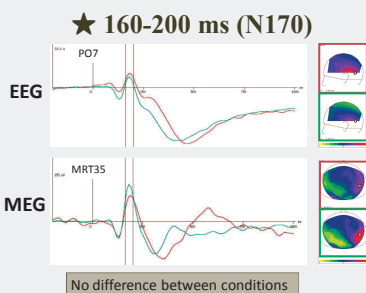 ★ 160-200 ms (N170)
PO7
EEG
MRT35
MEG
No difference between conditions